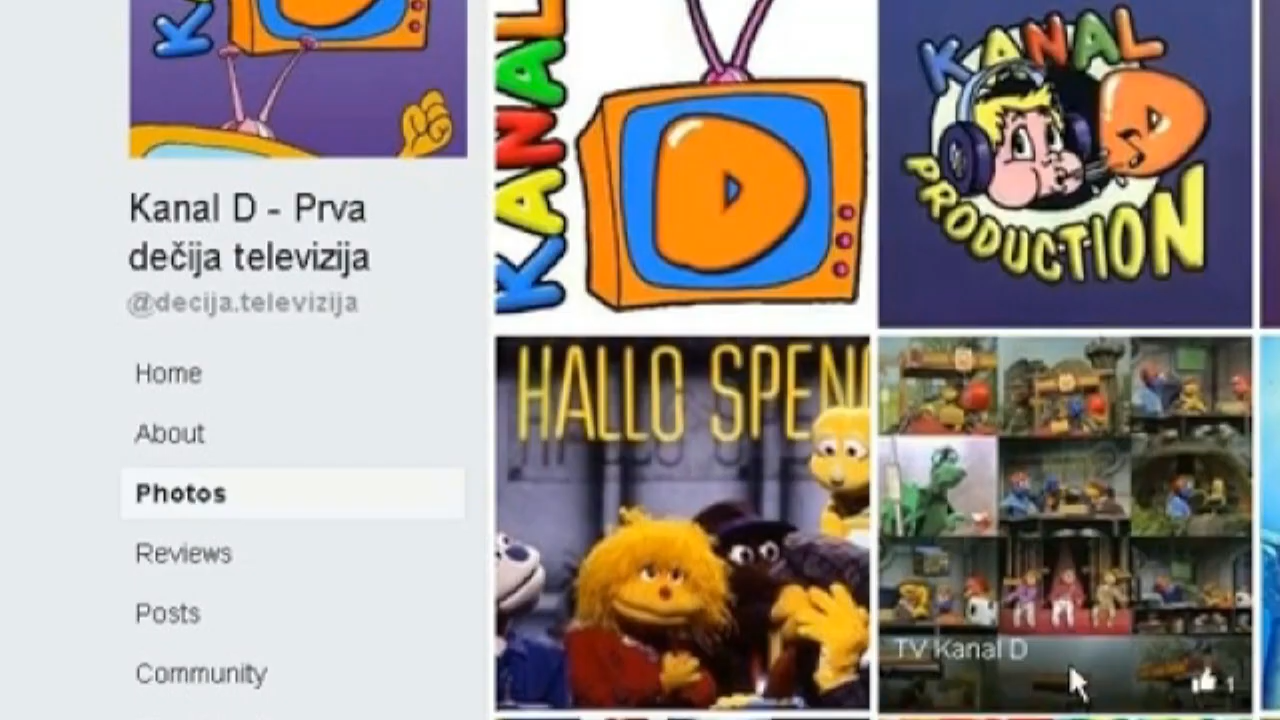 Kanal D - Prva
dečija televizija
@decija.televizija
Home
About
Photos
Reviews
Posts
Community
KANAL
D
KANAL
D
PRODUCTION
HALLO SPEN
TV Kanal D
1